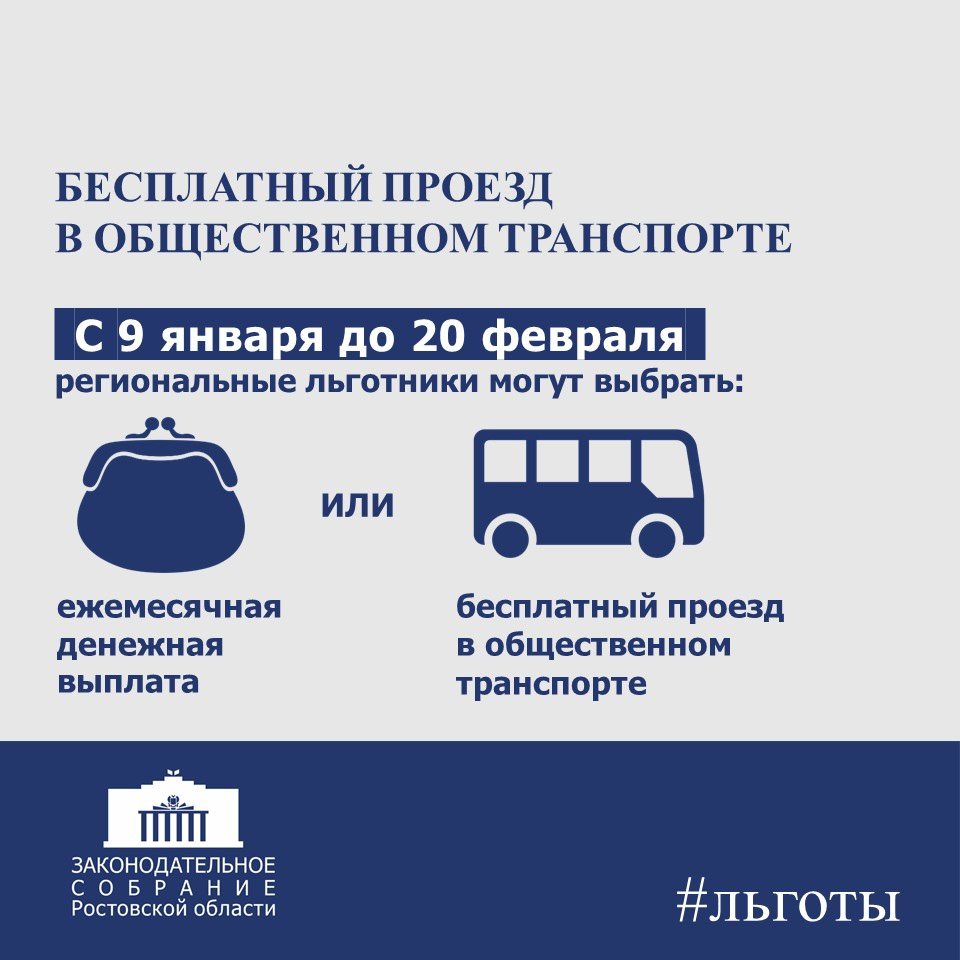 БЕСПЛАТНЫЙ ПРОЕЗД
В ОБЩЕСТВЕННОМ ТРАНСПОРТЕ
С 9 января до 20 февраля
региональные льготники могут выбрать:
или
ежемесячная
денежная
выплата
бесплатный проезд
в общественном
транспорте
ЗАКОНОДАТЕЛЬНОЕ
СОБРАНИЕ
Ростовской области
#льготы